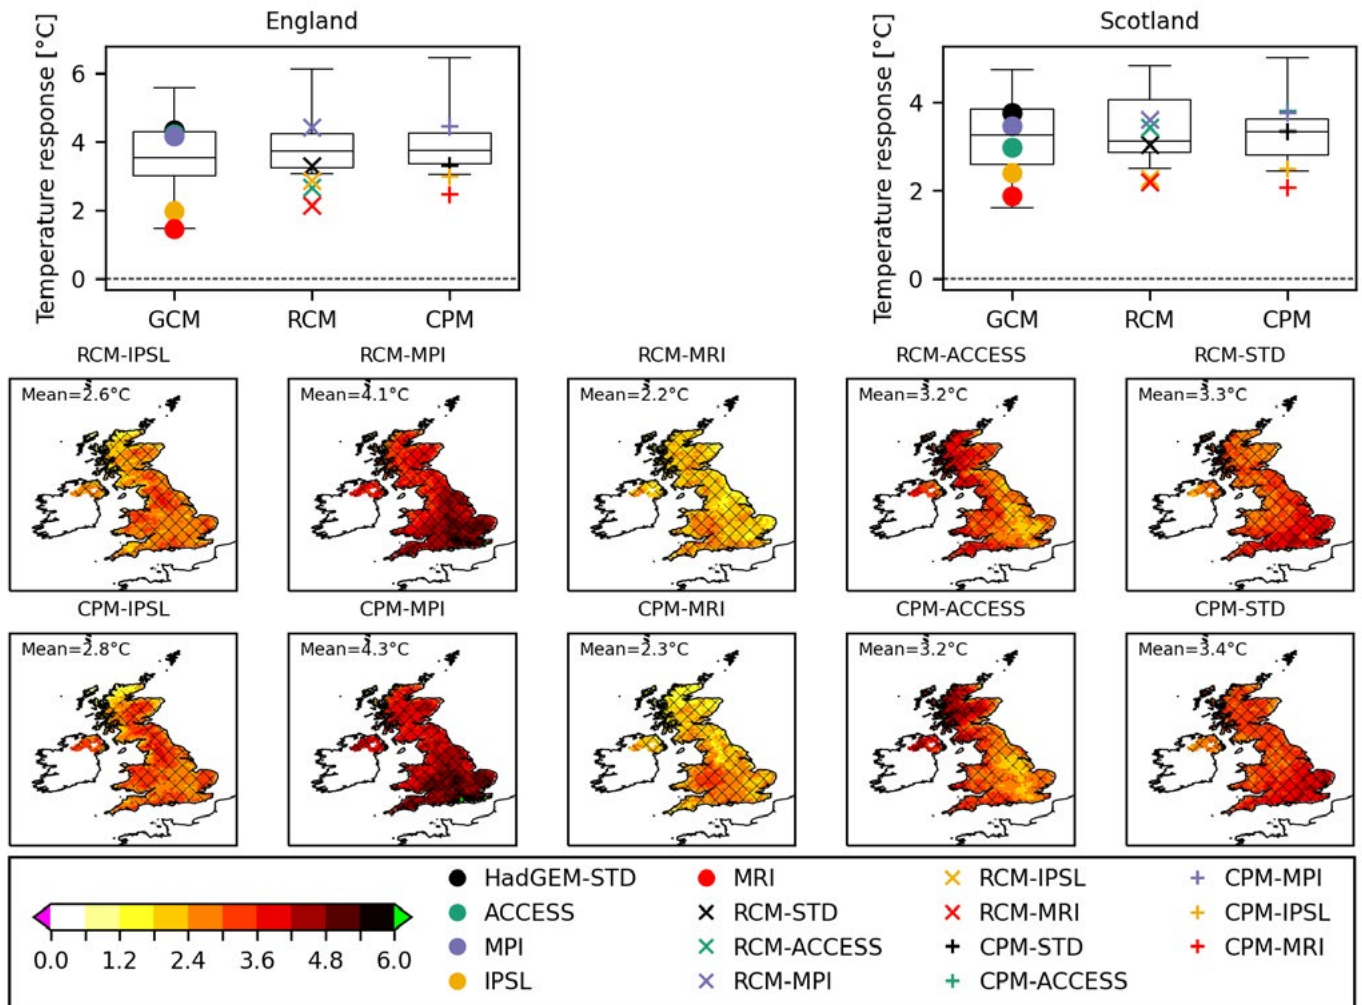 England
Scotland
Temperature response [°C]
6
4
2
0
GCM
RCM
CPM
Temperature response [°C]
4
2
0
GCM
RCM
CPM
RCM-IPSL
RCM-MPI
RCM-MRI
RCM-ACCESS
RCM-STD
Mean=2.6°C
Mean=4.1°C
Mean=2.2°C
Mean=3.2°C
Mean=3.3°C
CPM-IPSL
CPM-MPI
CPM-MRI
CPM-ACCESS
CPM-STD
Mean=2.8°C
Mean=4.3°C
Mean=2.3°C
Mean=3.2°C
Mean=3.4°C
0.0 1.2 2.4 3.6 4.8 6.0
HadGEM-STD
ACCESS
MPI
IPSL
MRI
RCM-STD
RCM-ACCESS
RCM-MPI
RCM-IPSL
RCM-MRI
CPM-STD
CPM-ACCESS
CPM-MPI
CPM-IPSL
CPM-MRI